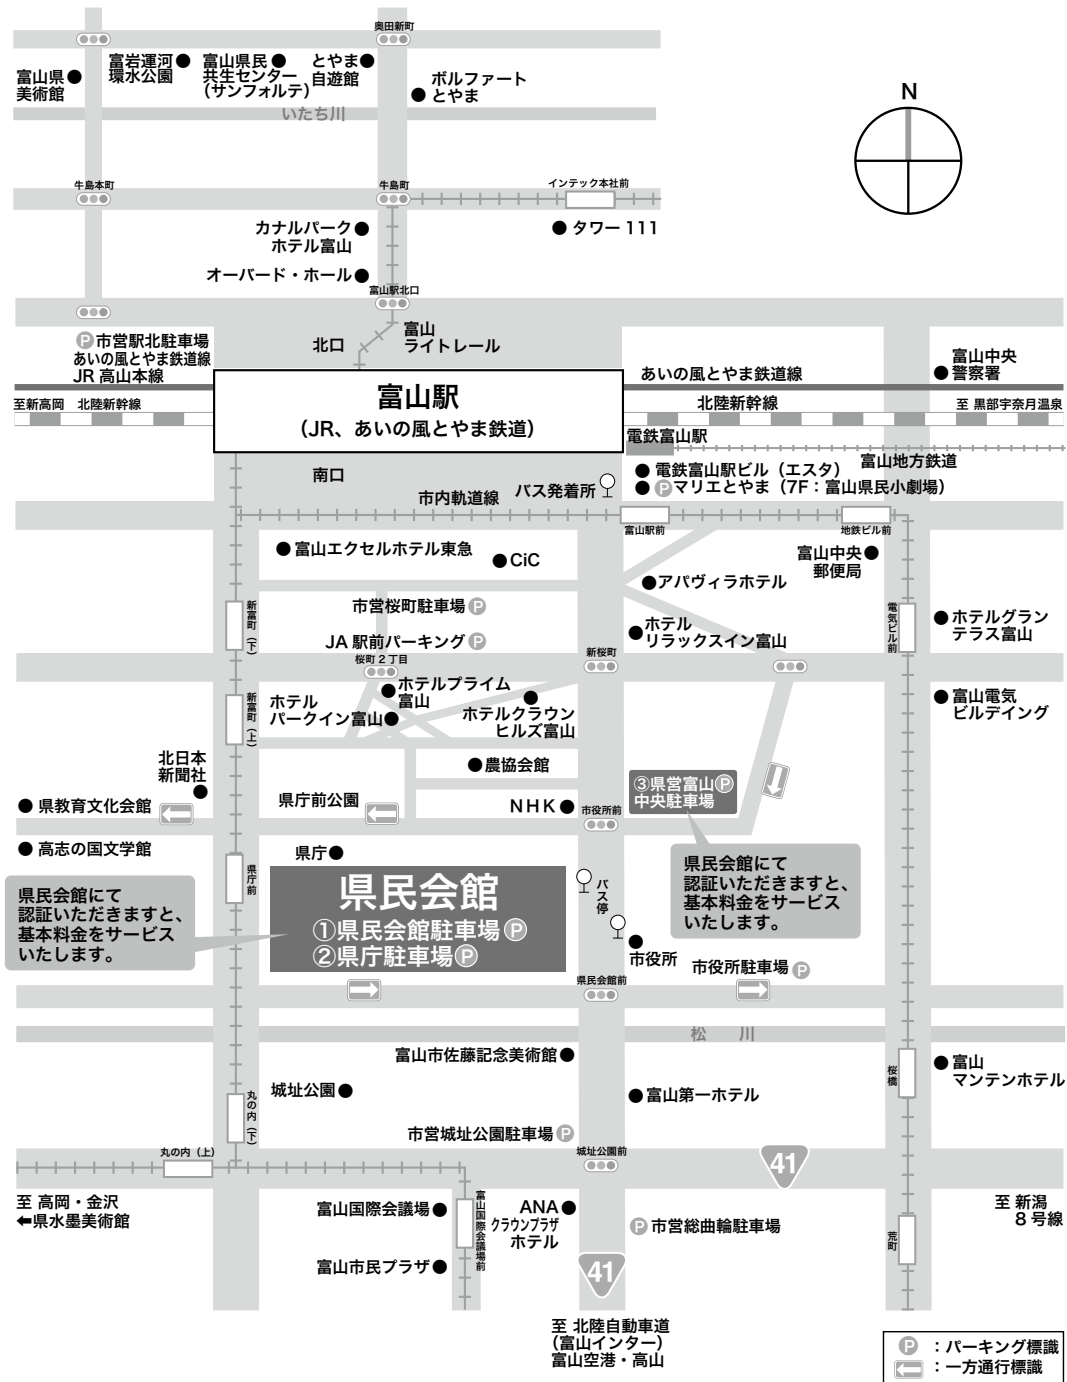 奥田新町
富山県
美術館
富岩運河
環水公園
富山県民
共生センター
(サンフォルテ)
とやま
自遊館
ボルファート
とやま
いたち川
N
牛島本町
牛島町
インテック本社前
タワー 111
カナルパーク
ホテル富山
オーバード・ホール
富山駅北口
P 市営駅北駐車場
あいの風とやま鉄道線
JR 高山本線
北口
富山
ライトレール
富山中央
警察署
あいの風とやま鉄道線
至新高岡 北陸新幹線
富山駅
(JR、あいの風とやま鉄道)
北陸新幹線
至 黒部宇奈月温泉
電鉄富山駅
富山地方鉄道
南口
電鉄富山駅ビル(エスタ)
P マリエとやま(7F:富山県民小劇場)
バス発着所
市内軌道線
富山駅前
地鉄ビル前
富山エクセルホテル東急
CiC
富山中央
郵便局
アパヴィラホテル
市営桜町駐車場 P
新富町(下)
電気ビル前
ホテルグラン
テラス富山
ホテル
リラックスイン富山
JA 駅前パーキング P
桜町2丁目
新桜町
新富町(上)
ホテルプライム
富山
ホテル
パークイン富山
ホテルクラウン
ヒルズ富山
富山電気
ビルデイング
北日本
新聞社
農協会館
③県営富山 P
中央駐車場
県教育文化会館
県庁前公園
NHK
市役所前
高志の国文学館
県庁
県庁前
県民会館にて
認証いただきますと、
基本料金をサービス
いたします。
県民会館
①県民会館駐車場 P
②県庁駐車場 P
バス停
県民会館にて
認証いただきますと、
基本料金をサービス
いたします。
市役所
市役所駐車場 P
県民会館前
松 川
富山市佐藤記念美術館
城址公園
富山第一ホテル
桜橋
富山
マンテンホテル
丸の内(下)
市営城址公園駐車場 P
丸の内(上)
城址公園前
41
至 高岡・金沢
⬅県水墨美術館
富山国際会議場
富山国際会議場前
ANA
クラウンプラザ
ホテル
P 市営総曲輪駐車場
荒町
至 新潟
8 号線
富山市民プラザ
41
至 北陸自動車道
(富山インター)
富山空港・高山
P :パーキング標識
:一方通行標識